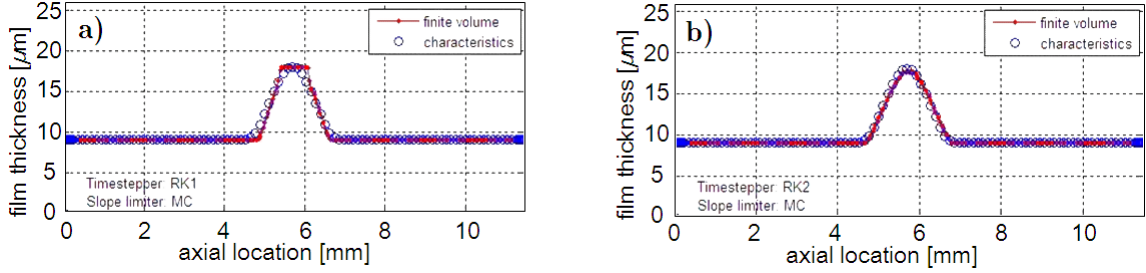 a)
25
20
15
10
5
0
film thickness [μm]
finite volume
characteristics
Timestepper: RK1
Slope limiter: MC
0 2 4 6 8 10
axial location [mm]
b)
25
20
15
10
5
0
film thickness [μm]
finite volume
characteristics
Timestepper: RK2
Slope limiter: MC
0 2 4 6 8 10
axial location [mm]